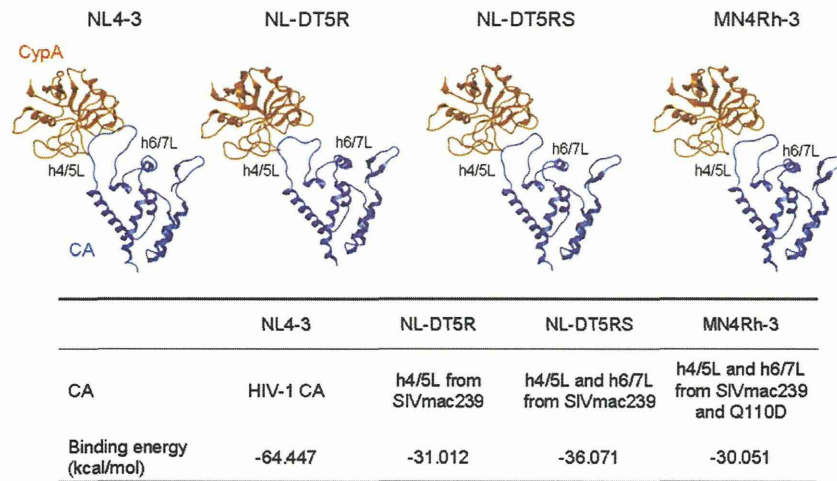 NL4-3 NL-DT5R NL-DT5RS MN4Rh-3
CypA
h6/7L h6/7L h6/7L h6/7L
h4/5L h4/5L h4/5L h4/5L
CA
NL4-3 NL-DT5R NL-DT5RS MN4Rh-3
CA HIV-1 CA h4/5L from SIVmac239 h4/5L and h6/7L from SIVmac239 h4/5L and h6/7L from SIVmac239 and Q110D
Binding energy (kcal/mol) -64.447 -31.012 -36.071 -30.051